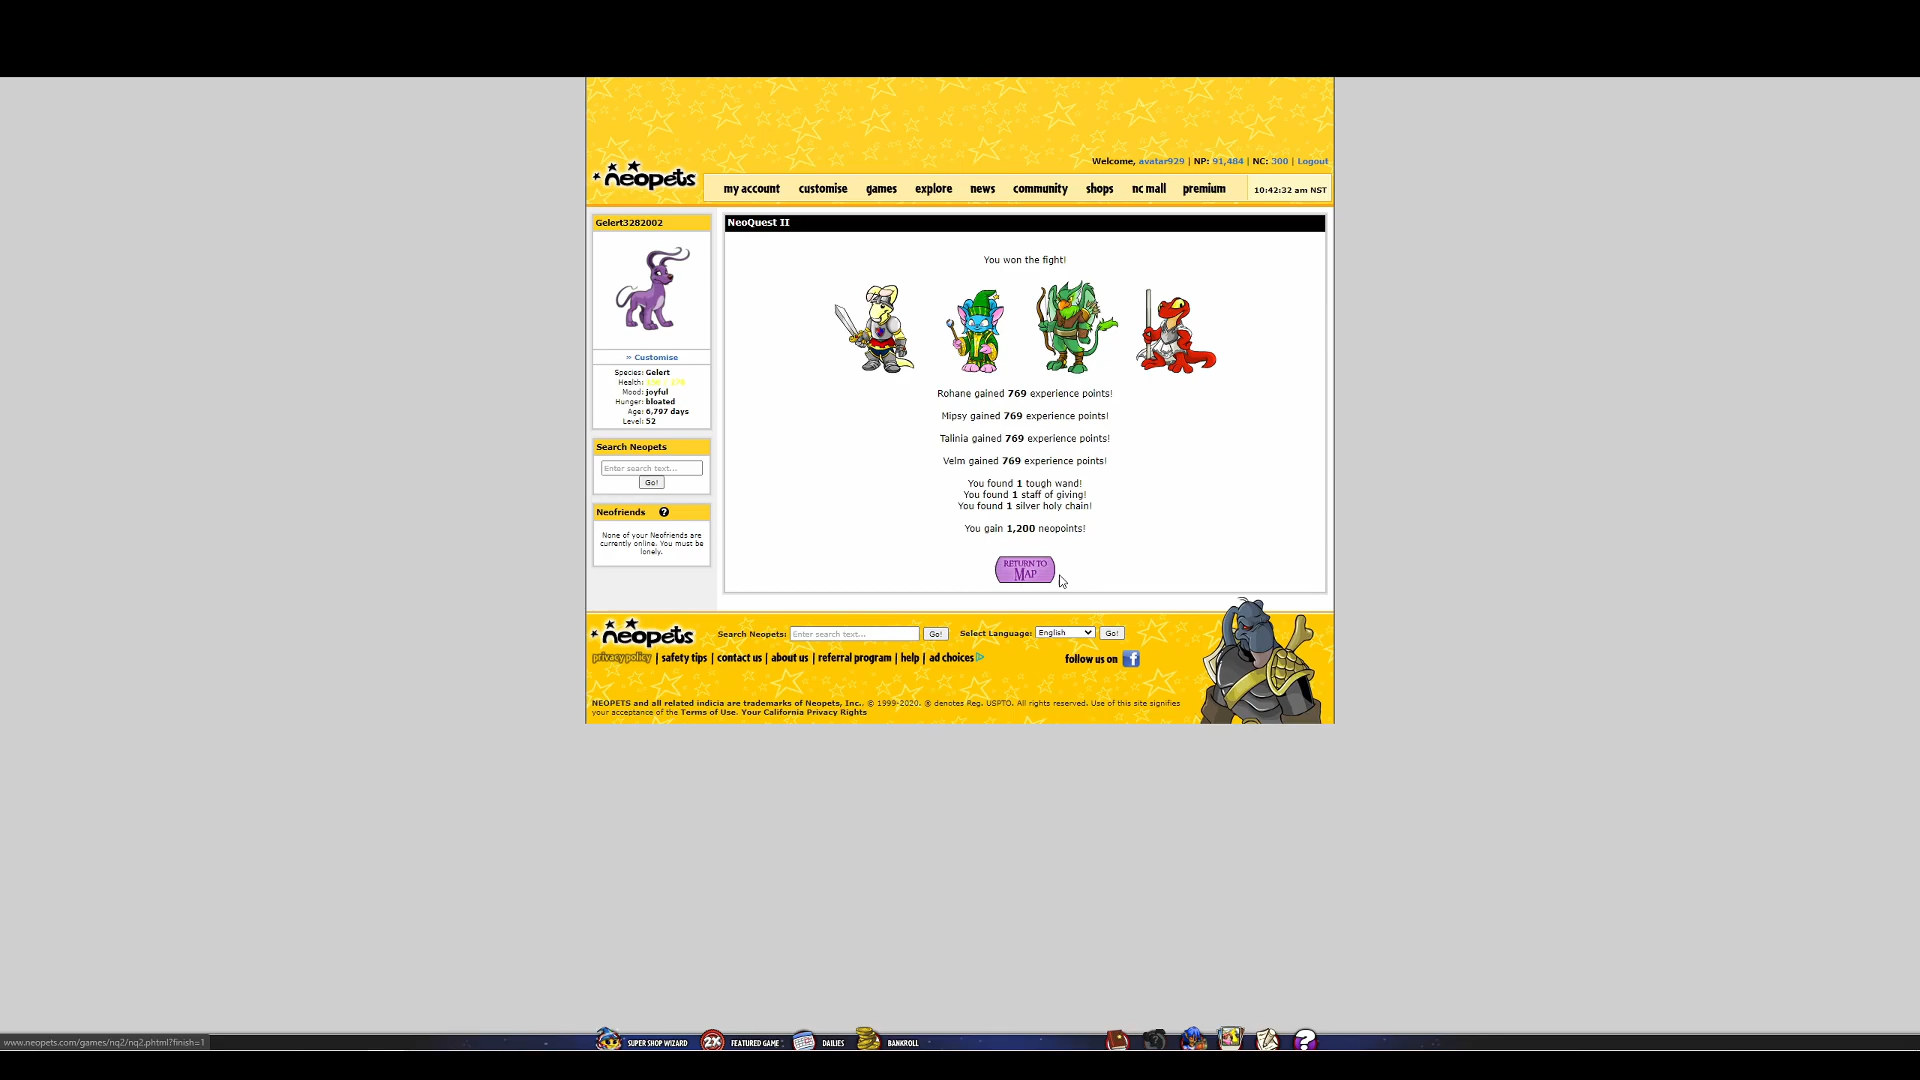 Welcome, avatar929 | NP: 91,484 | NC: 300 | Logout
neopets
my account customise games explore news community shops nc mall premium 10:42:32 am NST
Gelert3282002
» Customise
Species: Gelert
Health:
Mood: joyful
Hunger: bloated
Age: 6,797 days
Level: 52
Search Neopets
Enter search text...
Go!
Neofriends ?
None of your Neofriends are
currently online. You must be
lonely.
NeoQuest II
You won the fight!
Rohane gained 769 experience points!
Mipsy gained 769 experience points!
Talinia gained 769 experience points!
Velm gained 769 experience points!
You found 1 tough wand!
You found 1 staff of giving!
You found 1 silver holy chain!
You gain 1,200 neopoints!
RETURN TO
MAP
neopets
Search Neopets: Enter search text... Go! Select Language: English Go!
privacy policy | safety tips | contact us | about us | referral program | help | ad choices
follow us on f
NEOPETS and all related indicia are trademarks of Neopets, Inc., © 1999-2020. ® denotes Reg. USPTO. All rights reserved. Use of this site signifies
your acceptance of the Terms of Use. Your California Privacy Rights
www.neopets.com/games/nq2/nq2.phtml?finish=1
SUPER SHOP WIZARD 2X FEATURED GAME DAILIES BANKROLL ?